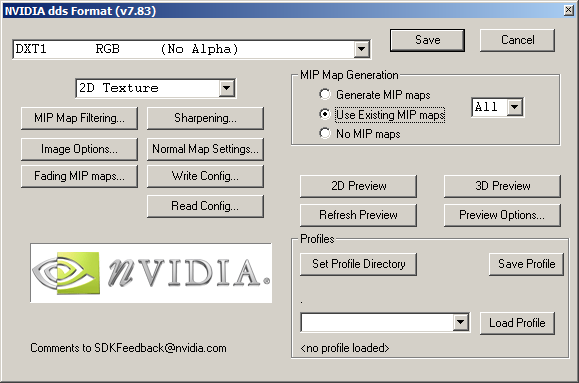 NVIDIA dds Format (v7.83)
DXT1 RGB (No Alpha)
Save
Cancel
2D Texture
MIP Map Generation
Generate MIP maps
Use Existing MIP maps
No MIP maps
All
MIP Map Filtering...
Sharpening...
Image Options...
Normal Map Settings...
Fading MIP maps...
Write Config...
Read Config...
2D Preview
3D Preview
Refresh Preview
Preview Options...
Profiles
Set Profile Directory
Save Profile
.
Load Profile
<no profile loaded>
nVIDIA®
Comments to SDKFeedback@nvidia.com